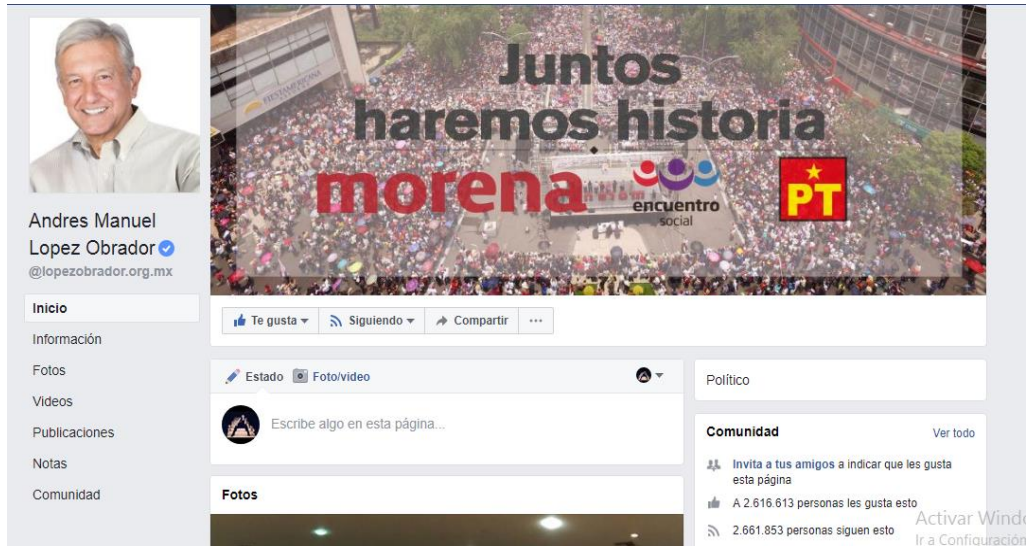 Juntos
haremos historia
morena
encuentro
social
PT
FIESTAMERICANA
Andres Manuel
Lopez Obrador
@lopezobrador.org.mx
Inicio
Información
Fotos
Videos
Publicaciones
Notas
Comunidad
Te gusta
Siguiendo
Compartir
Estado
Foto/video
Escribe algo en esta página...
Fotos
Político
Comunidad
Ver todo
Invita a tus amigos a indicar que les gusta
esta página
A 2.616.613 personas les gusta esto
2.661.853 personas siguen esto
Activar Windo
Ir a Configuración